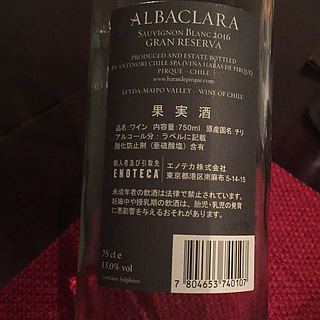 ALBACLARA
SAUVIGNON BLANC 2016
GRAN RESERVA
PRODUCED AND ESTATE BOTTLED
BY ANTINORI CHILE SPA (VIÑA HARAS DE PIRQUE)
PIRQUE - CHILE
www.harasdepirque.com
LEYDA-MAIPO VALLEY - WINE OF CHILE
果実酒
品名:ワイン 内容量:750ml 原産国名:チリ
アルコール分:ラベルに記載
酸化防止剤(亜硫酸塩)含有
輸入者及び引取先 エノテカ株式会社
ENOTECA 東京都港区南麻布5-14-15
未成年者の飲酒は法律で禁止されています。
妊娠中や授乳期の飲酒は、胎児・乳児の発育
に悪影響を与えるおそれがあります。
75 cl e
13.0% vol
Contains Sulphites
7 804653 740107